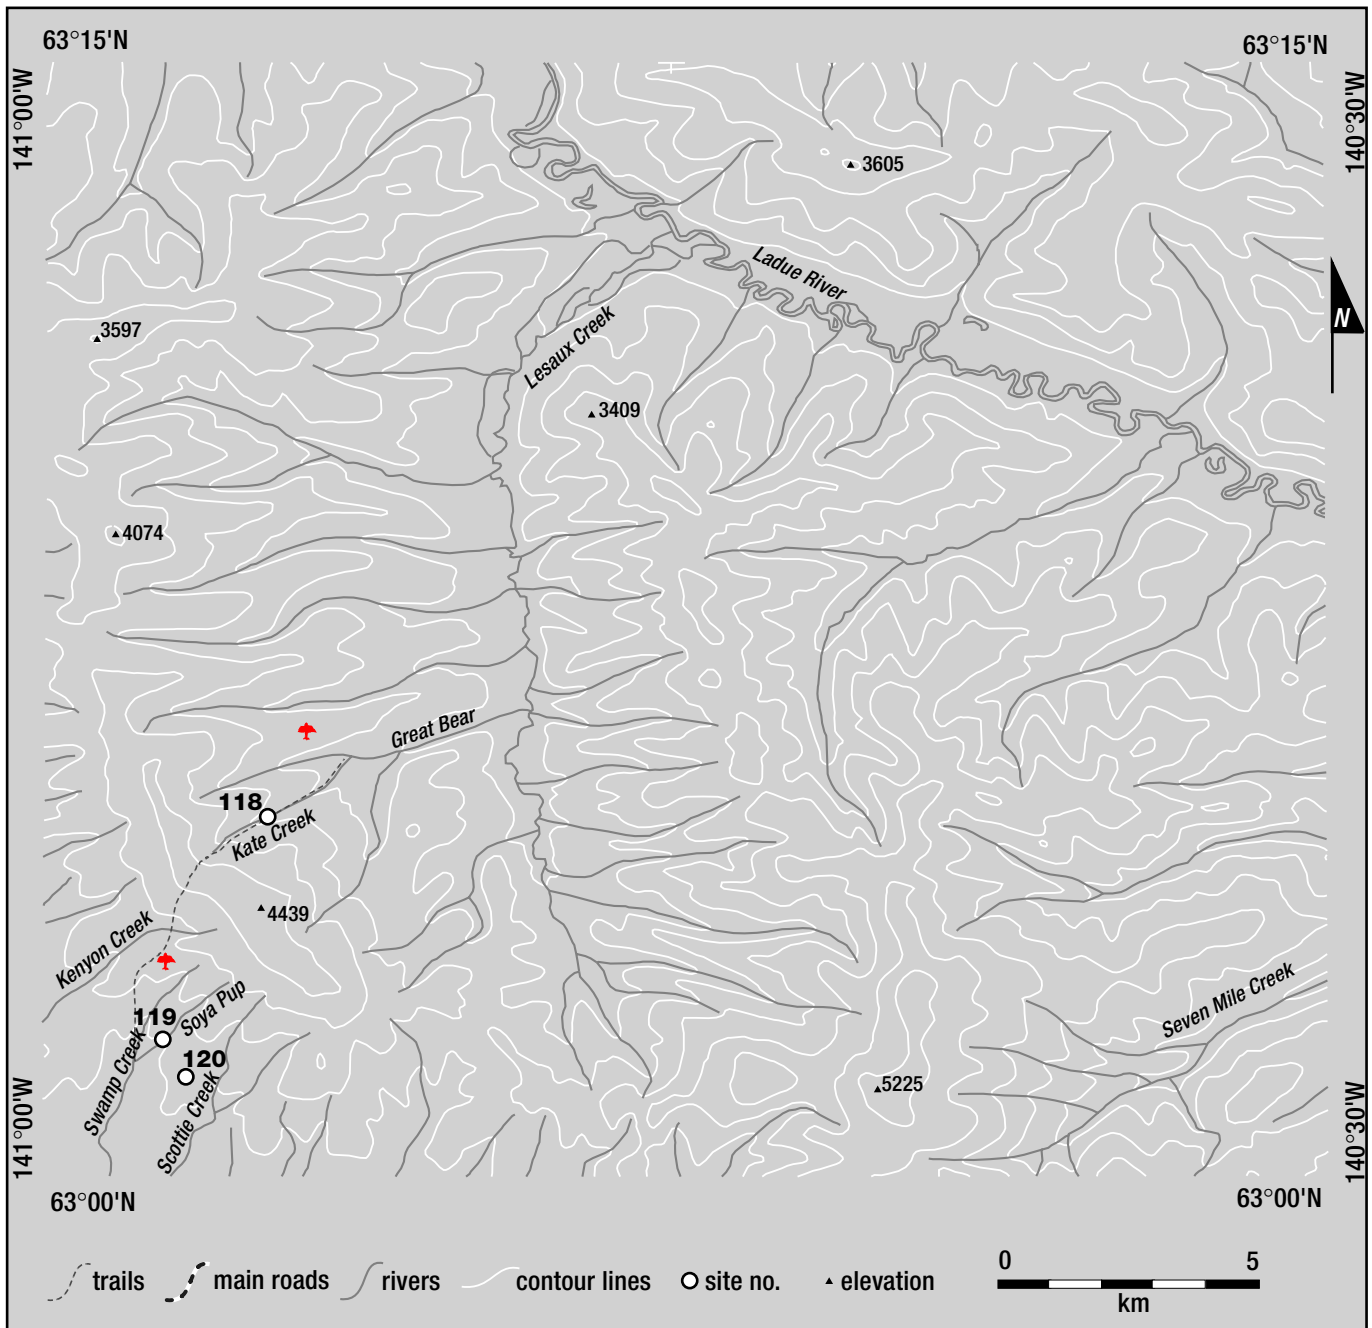 63°15'N
63°15'N
141°00'W
140°30'W
3605
Ladue River
N
3597
Lesaux Creek
3409
4074
Great Bear
118
Kate Creek
4439
Kenyon Creek
Seven Mile Creek
Soya Pup
119
Swamp Creek
120
Scottie Creek
5225
141°00'W
140°30'W
63°00'N
63°00'N
trails
main roads
rivers
contour lines
site no.
elevation
0
5
km